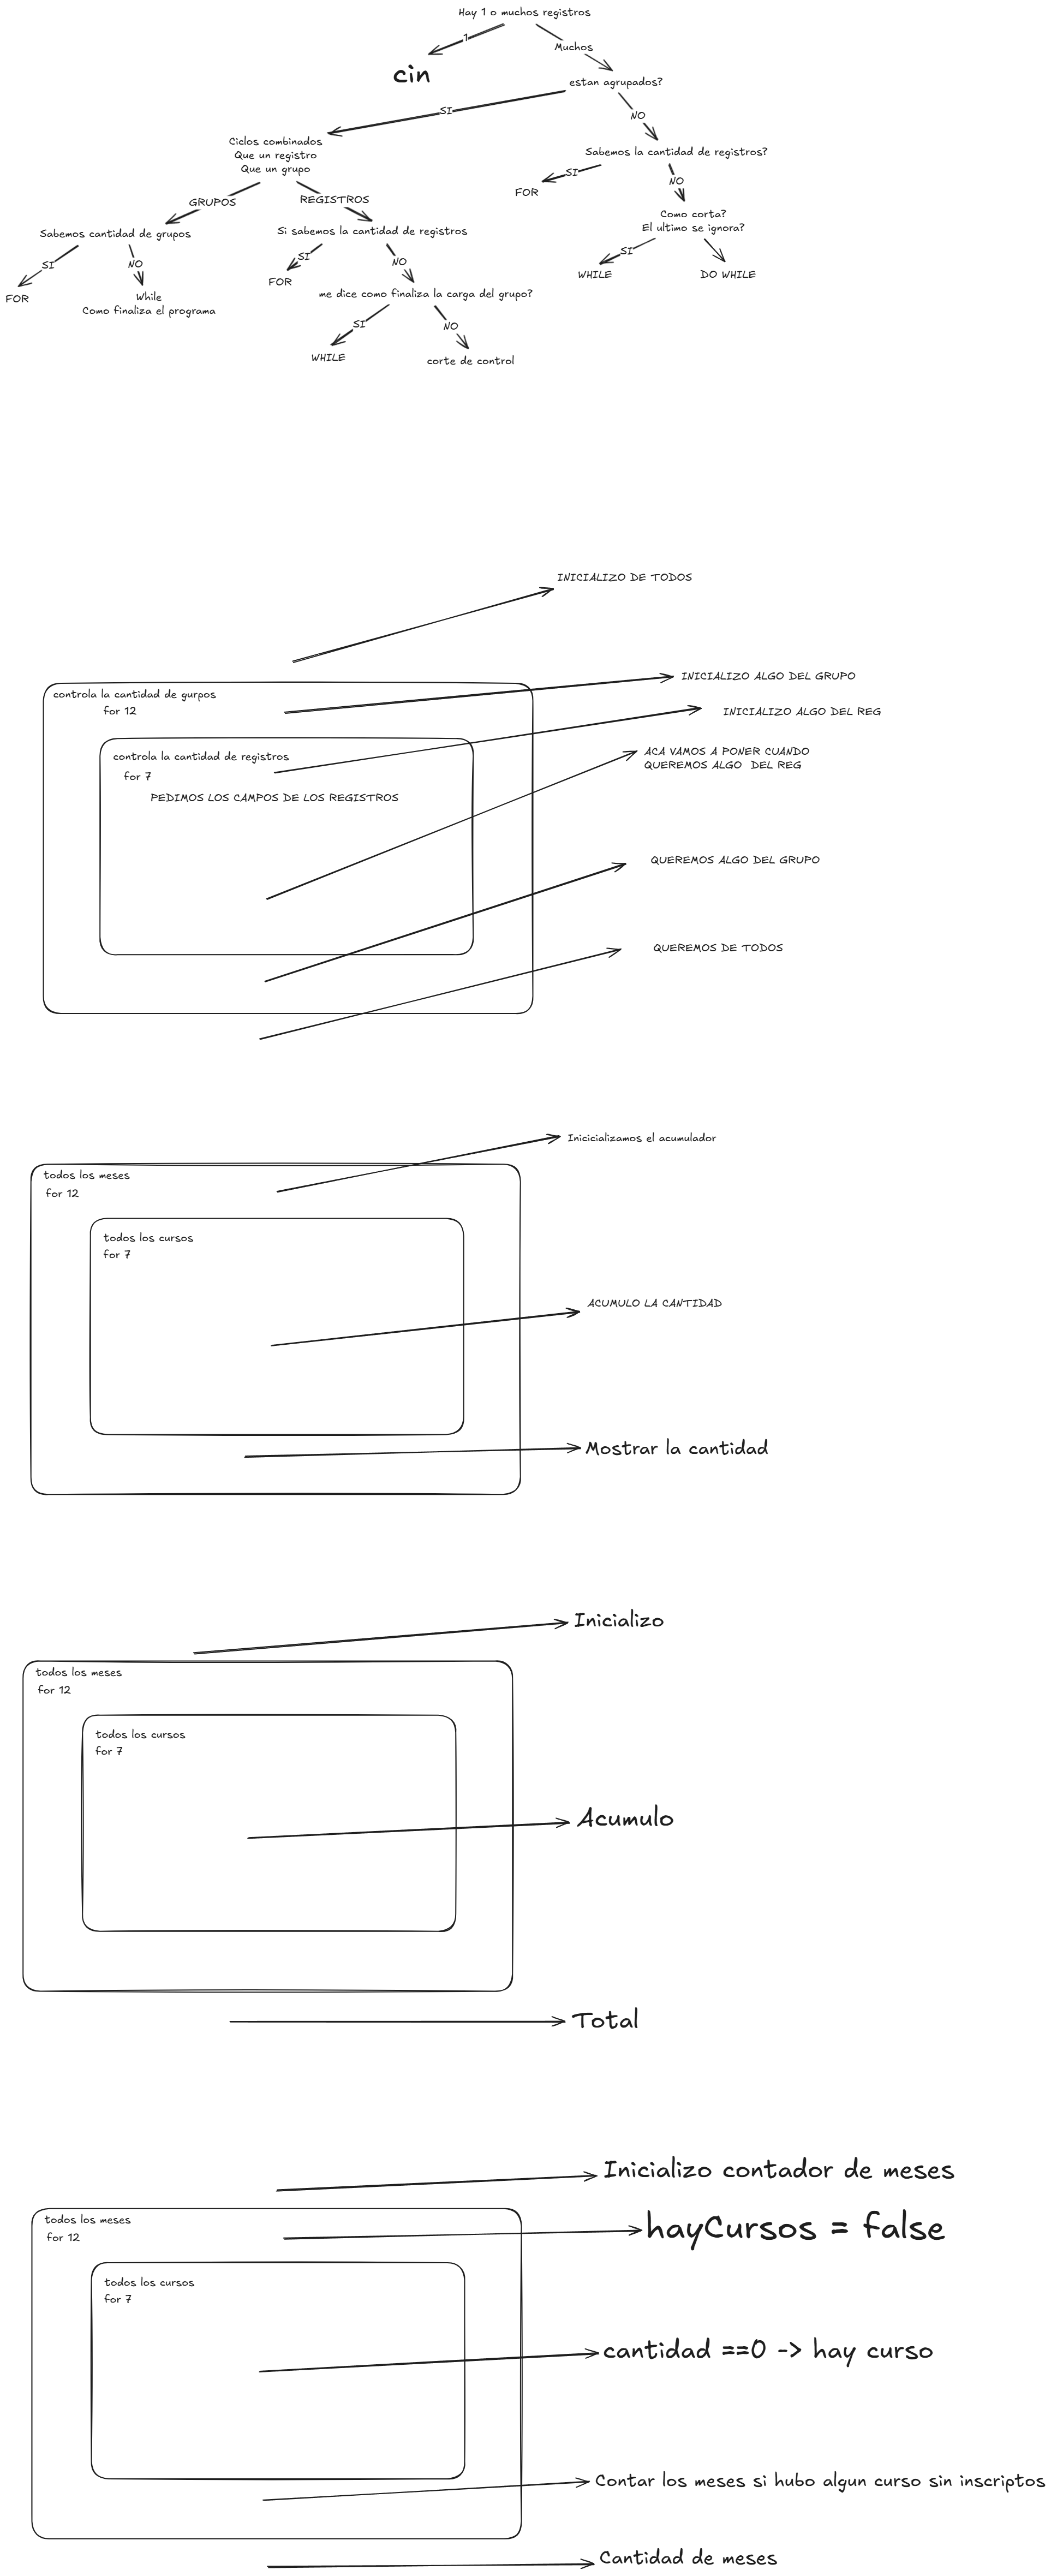 Hay 1 o muchos registros
1
Muchos
cin
estan agrupados?
SI
NO
Ciclos combinados
Que un registro
Que un grupo
Sabemos la cantidad de registros?
SI
NO
FOR
GRUPOS
REGISTROS
Como corta?
El ultimo se ignora?
Sabemos cantidad de grupos
Si sabemos la cantidad de registros
SI
WHILE
DO WHILE
SI
NO
SI
NO
FOR
While
Como finaliza el programa
FOR
me dice como finaliza la carga del grupo?
SI
NO
WHILE
corte de control
INICIALIZO DE TODOS
controla la cantidad de gurpos
for 12
INICIALIZO ALGO DEL GRUPO
INICIALIZO ALGO DEL REG
controla la cantidad de registros
for 7
PEDIMOS LOS CAMPOS DE LOS REGISTROS
ACA VAMOS A PONER CUANDO
QUEREMOS ALGO DEL REG
QUEREMOS ALGO DEL GRUPO
QUEREMOS DE TODOS
Inicicializamos el acumulador
todos los meses
for 12
todos los cursos
for 7
ACUMULO LA CANTIDAD
Mostrar la cantidad
Inicializo
todos los meses
for 12
todos los cursos
for 7
Acumulo
Total
Inicializo contador de meses
todos los meses
for 12
hayCursos = false
todos los cursos
for 7
cantidad ==0 -> hay curso
Contar los meses si hubo algun curso sin inscriptos
Cantidad de meses